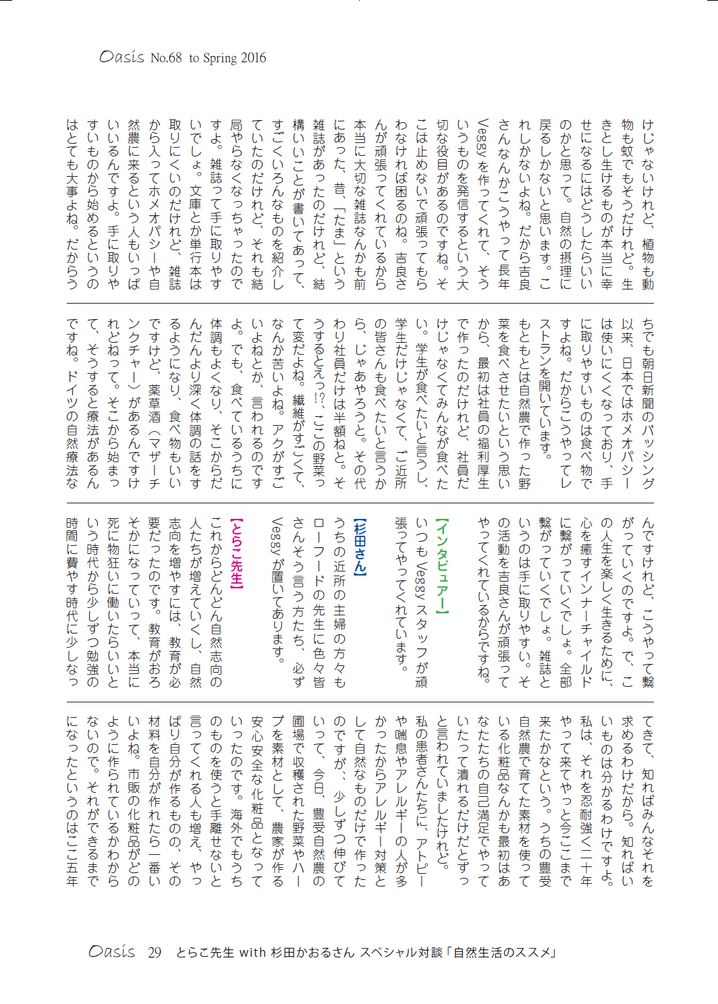 Oasis No.68 to Spring 2016
けじゃないけれど、植物も動
物も蚊でもそうだけれど。生
きとし生けるものが本当に幸
せになるにはどうしたらいい
のかと思って。自然の摂理に
戻るしかないと思います。こ
れしかないよね。だから吉良
さんなんかこうやって長年
Veggyを作ってくれて、そう
いうものを発信するという大
切な役目があるのですね。そ
こは止めないで頑張ってもら
わなければ困るのね。吉良さ
んが頑張ってくれているから
本当に大切な雑誌なんかも前
にあった、昔、「たま」という
雑誌があったのだけれど、結
構いいことが書いてあって、
すごくいろんなものを紹介し
ていたのだけれど、それも結
局やらなくなっちゃったので
すよ。雑誌って手に取りやす
いでしょ。文庫とか単行本は
取りにくいのだけれど、雑誌
から入ってホメオパシーや自
然農に来るという人もいっぱ
いいるんですよ。手に取りや
すいものから始めるというの
はとても大事よね。だからう
ちでも朝日新聞のバッシング
以来、日本ではホメオパシー
は使いにくくなっており、手
に取りやすいものは食べ物で
すよね。だからこうやってレ
ストランを開いています。
もともとは自然農で作った野
菜を食べさせたいという思い
から、最初は社員の福利厚生
で作ったのだけれど、社員だ
けじゃなくてみんなが食べた
い。学生が食べたいと言うし、
学生だけじゃなくて、ご近所
の皆さんも食べたいと言うか
ら、じゃあやろうと。その代
わり社員だけは半額ねと。そ
うするとえっ!?、ここの野菜っ
て変だよね。繊維がすごくて、
なんか苦いよね。アクがすご
いよねとか、言われるのです
よ。でも、食べているうちに
体調もよくなり、そこからだ
んだんより深く体調の話をす
るようになり、食べ物もいい
ですけど、薬草酒(マザーチ
ンクチャー)があるんですけ
れどねって。そこから始まっ
て、そうすると療法があるん
ですね。ドイツの自然療法な
んですけれど、こうやって繋
がっていくのですよ。で、こ
の人生を楽しく生きるために、
心を癒すインナーチャイルド
に繋がっていくでしょ。全部
繋がっていくでしょ。雑誌と
いうのは手に取りやすい。そ
の活動を吉良さんが頑張って
やってくれているからですね。
【インタビュアー】
いつもVeggyスタッフが頑
張ってやってくれています。
【杉田さん】
うちの近所の主婦の方々も
ローフードの先生に色々皆
さんそう言う方たち、必ず
Veggyが置いてあります。
【とらこ先生】
これからどんどん自然志向の
人たちが増えていくし、自然
志向を増やすには、教育が必
要だったのです。教育がおろ
そかになっていって、本当に
死に物狂いに働いたらいいと
いう時代から少しずつ勉強の
時間に費やす時代に少しなっ
てきて、知ればみんなそれを
求めるわけだから。知ればい
いものは分かるわけですよ。
私は、それを忍耐強く二十年
やって来てやっと今ここまで
来たかなという。うちの豊受
自然農で育てた素材を使って
いる化粧品なんかも最初はあ
なたたちの自己満足でやって
いたって潰れるだけだとずっ
と言われていましたけれど。
私の患者さんたちに、アトピー
や喘息やアレルギーの人が多
かったからアレルギー対策と
して自然なものだけで作った
のですが、少しずつ伸びて
いって、今日、豊受自然農の
圃場で収穫された野菜やハー
ブを素材として、農家が作る
安心安全な化粧品となって
いったのです。海外でもうち
のものを使うと手離せないと
言ってくれる人も増え、やっ
ぱり自分が作るものの、その
材料を自分が作れたら一番い
いよね。市販の化粧品がどの
ように作られているかわから
ないので。それができるまで
になったというのはここ五年
Oasis 29 とらこ先生 with 杉田かおるさん スペシャル対談「自然生活のススメ」